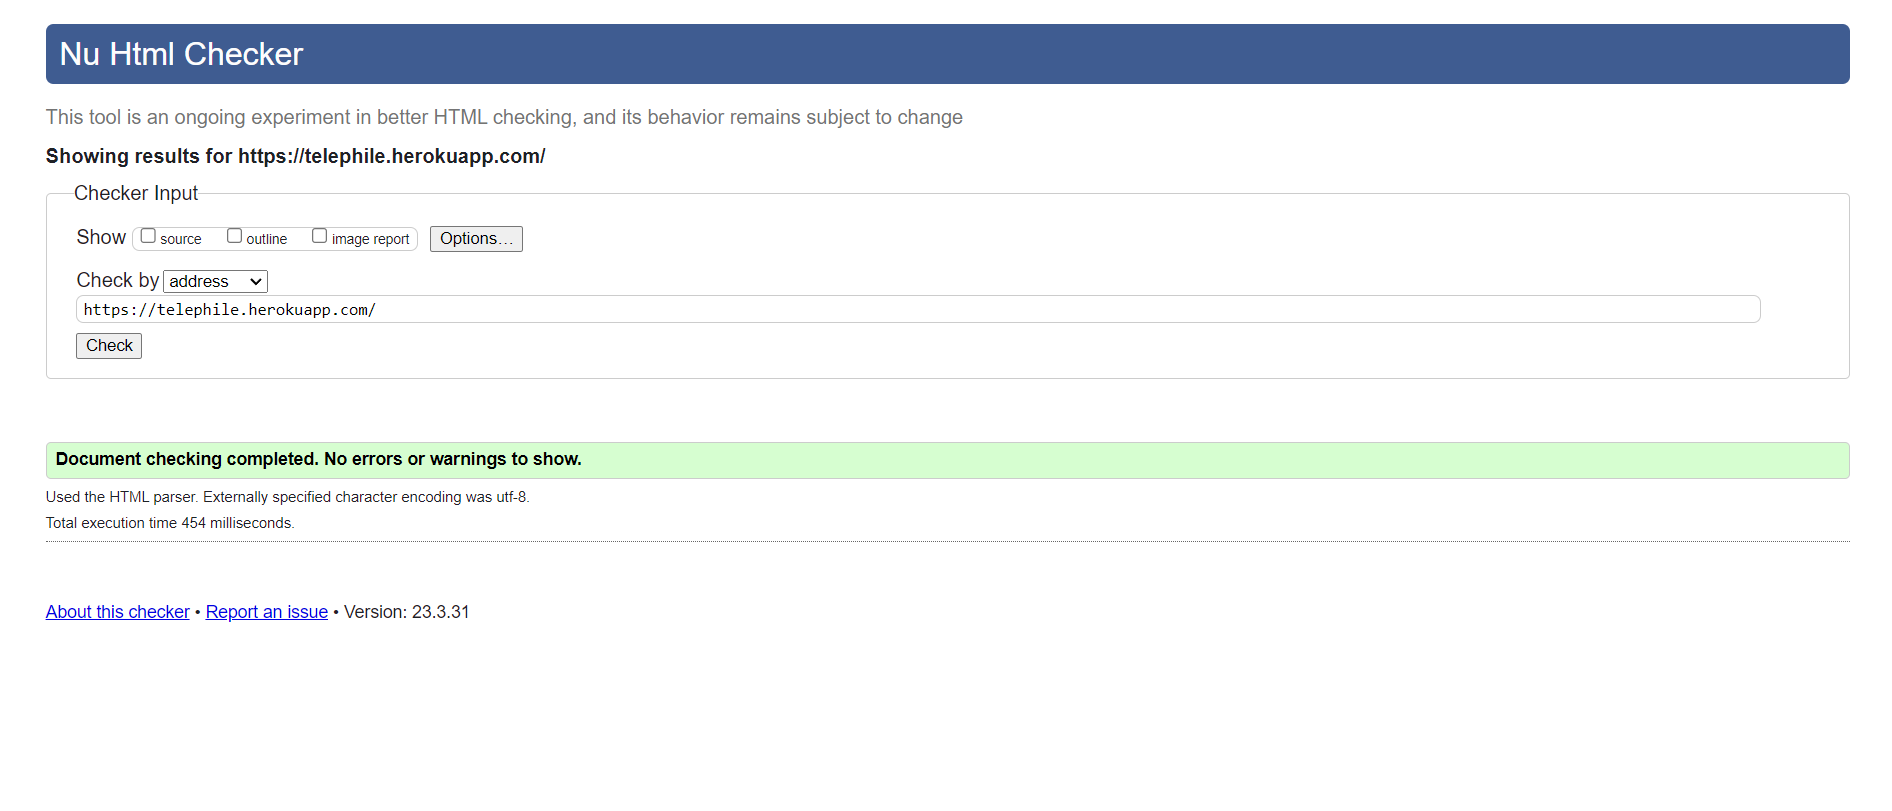 Nu Html Checker
This tool is an ongoing experiment in better HTML checking, and its behavior remains subject to change
Showing results for https://telephile.herokuapp.com/
Checker Input
Show source outline image report Options...
Check by address
https://telephile.herokuapp.com/
Check
Document checking completed. No errors or warnings to show.
Used the HTML parser. Externally specified character encoding was utf-8.
Total execution time 454 milliseconds.
About this checker • Report an issue • Version: 23.3.31